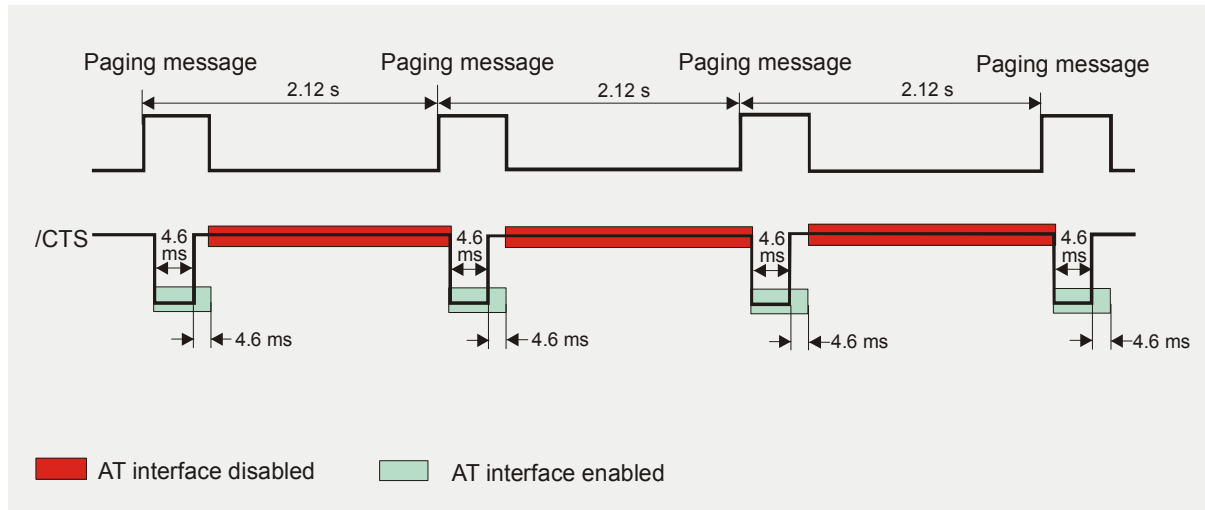 Paging message
Paging message
Paging message
Paging message
2.12 s
2.12 s
2.12 s
/CTS
4.6
ms
4.6
ms
4.6
ms
4.6
ms
4.6 ms
4.6 ms
4.6 ms
4.6 ms
AT interface disabled
AT interface enabled